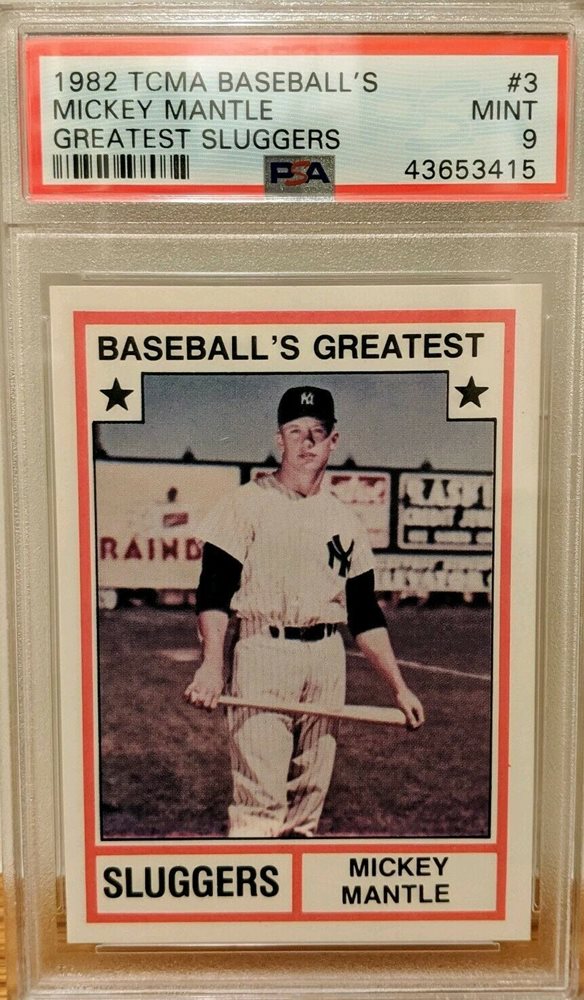 1982 TCMA BASEBALL'S #3
MICKEY MANTLE MINT
GREATEST SLUGGERS 9
PSA 43653415
BASEBALL'S GREATEST
NY
RAINB
NY
SLUGGERS
MICKEY
MANTLE